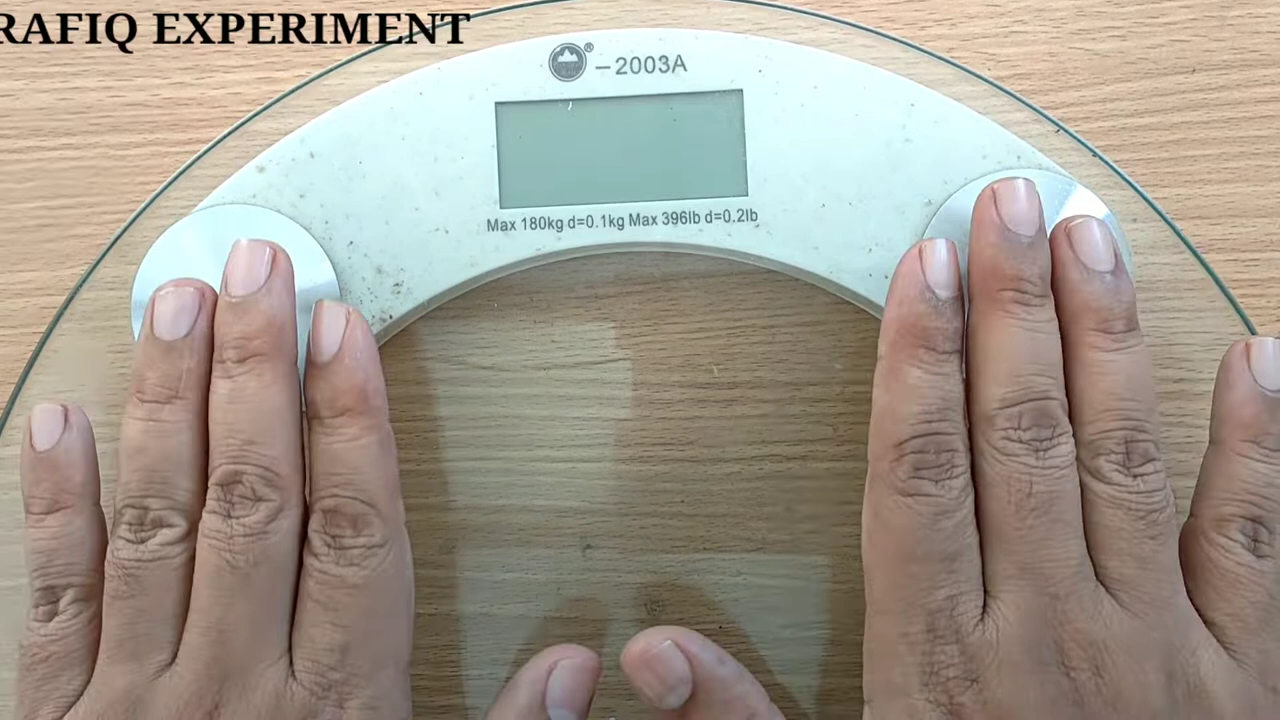 RAFIQ EXPERIMENT
®
–2003A
Max 180kg d=0.1kg Max 396lb d=0.2lb